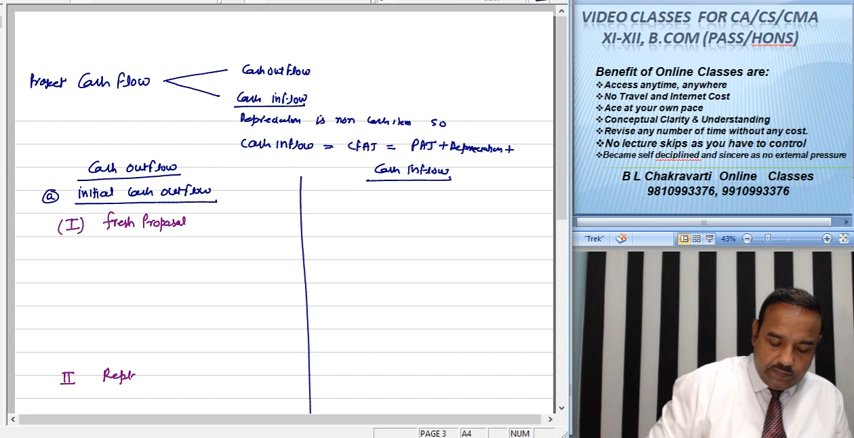 Project Cash Flow
Cash outflow
Cash inflow
Depreciation is non cash item so
Cash inflow = CFAT = PAT + Depreciation +
Cash outflow
Cash inflow
(a) initial cash outflow
(I) fresh Proposal
II Repl
PAGE 3 A4 NUM
VIDEO CLASSES FOR CA/CS/CMA
XI-XII, B.COM (PASS/HONS)
Benefit of Online Classes are:
❖Access anytime, anywhere
❖No Travel and Internet Cost
❖Ace at your own pace
❖Conceptual Clarity & Understanding
❖Revise any number of time without any cost.
❖No lecture skips as you have to control
❖Became self deciplined and sincere as no external pressure
B L Chakravarti Online Classes
9810993376, 9910993376
"Trek" 43%